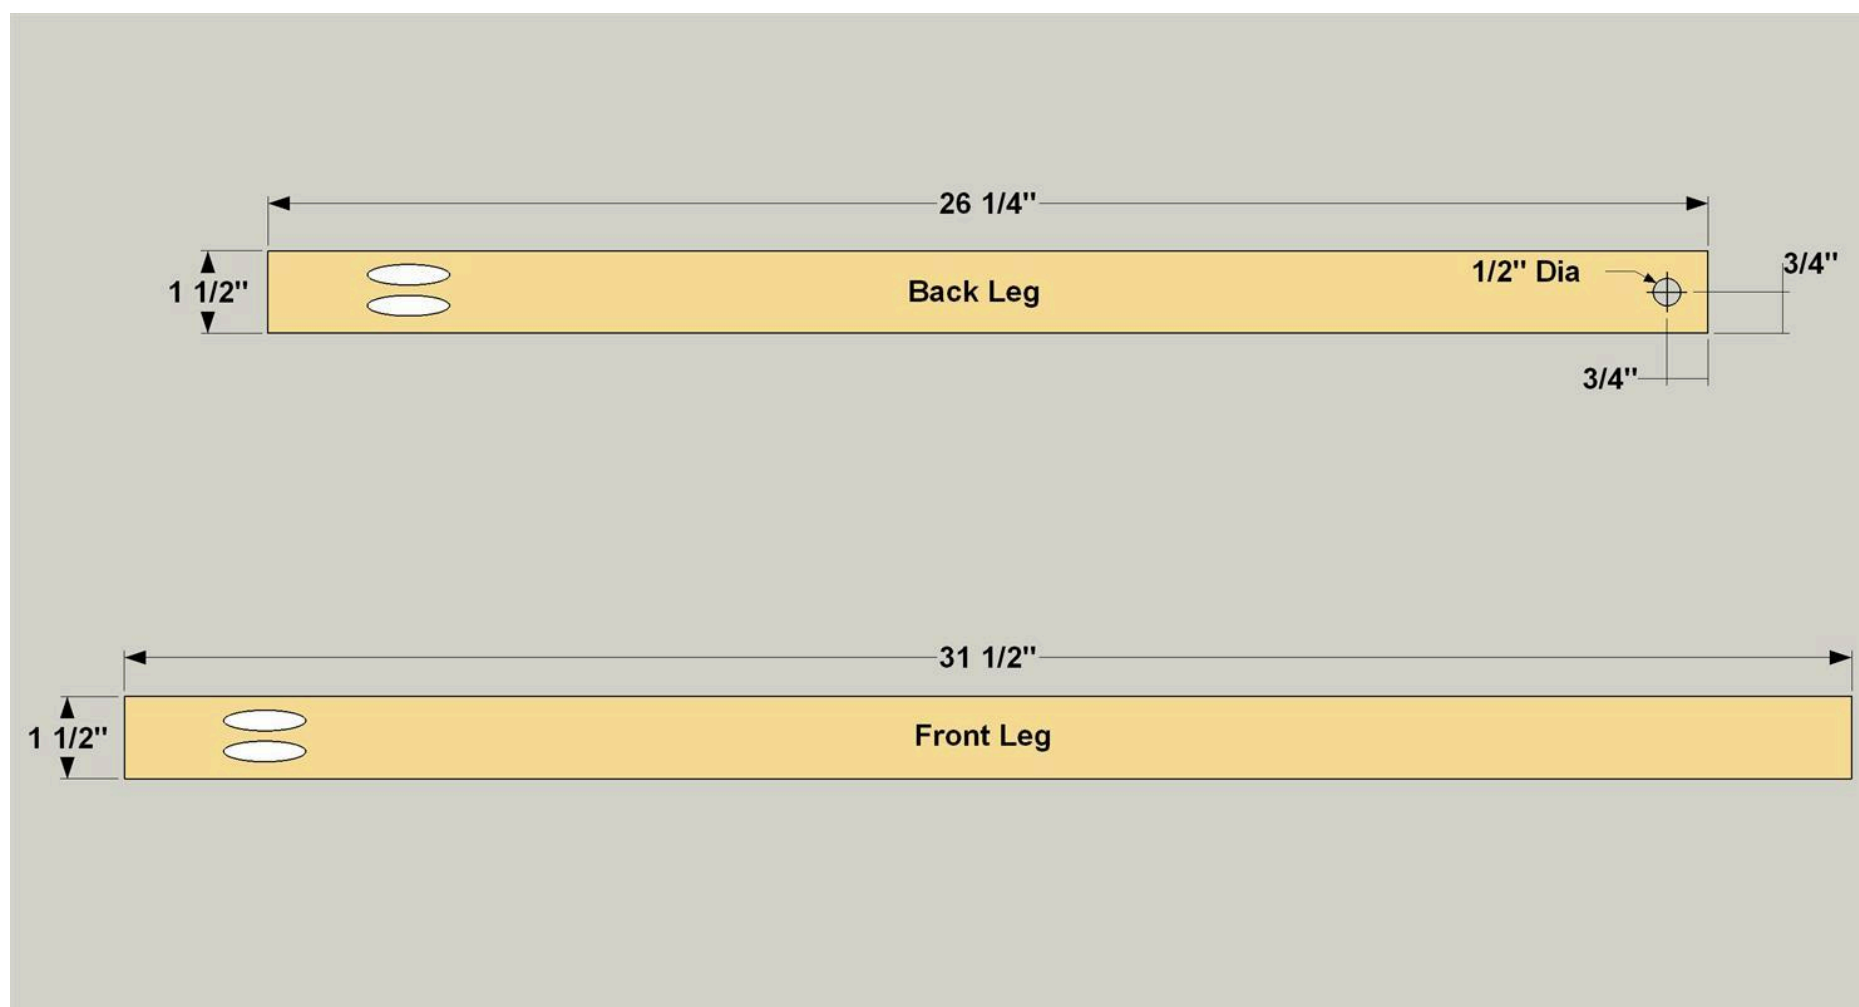 26 1/4"
1 1/2"
Back Leg
1/2" Dia
3/4"
3/4"
31 1/2"
1 1/2"
Front Leg